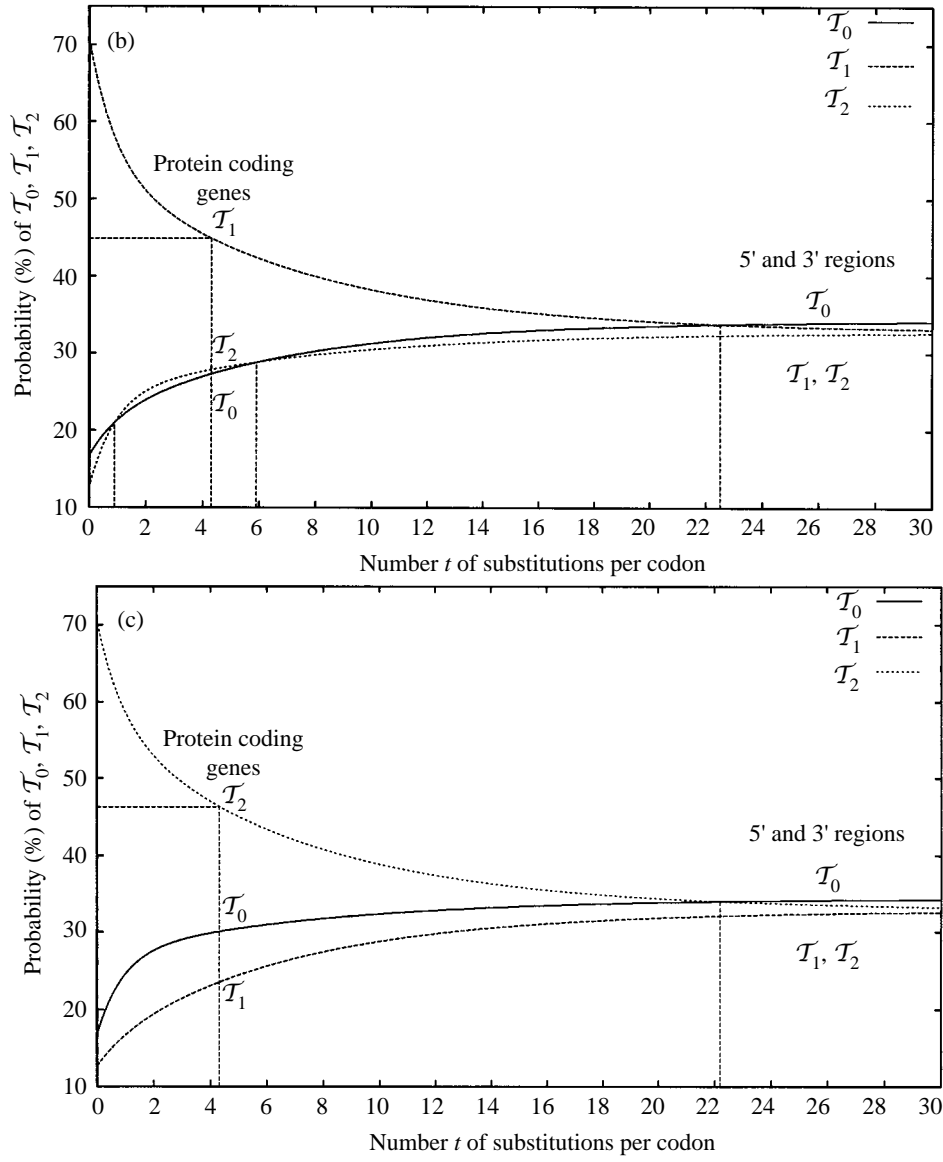 (b)
𝒯0
𝒯1
𝒯2
Probability (%) of 𝒯0, 𝒯1, 𝒯2
70
60
50
40
30
20
10
Protein coding
genes
𝒯1
𝒯2
𝒯0
5' and 3' regions
𝒯0
𝒯1, 𝒯2
0 2 4 6 8 10 12 14 16 18 20 22 24 26 28 30
Number t of substitutions per codon
(c)
𝒯0
𝒯1
𝒯2
Probability (%) of 𝒯0, 𝒯1, 𝒯2
70
60
50
40
30
20
10
Protein coding
genes
𝒯2
𝒯0
𝒯1
5' and 3' regions
𝒯0
𝒯1, 𝒯2
0 2 4 6 8 10 12 14 16 18 20 22 24 26 28 30
Number t of substitutions per codon